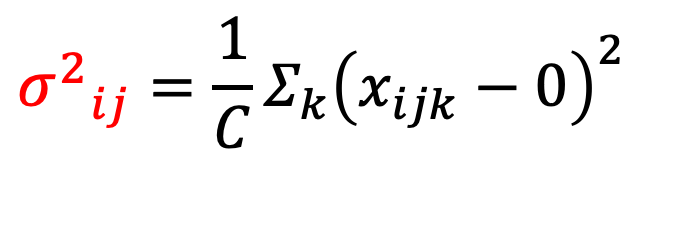 σ²ᵢⱼ = 1/C Σₖ(xᵢⱼₖ − 0)²